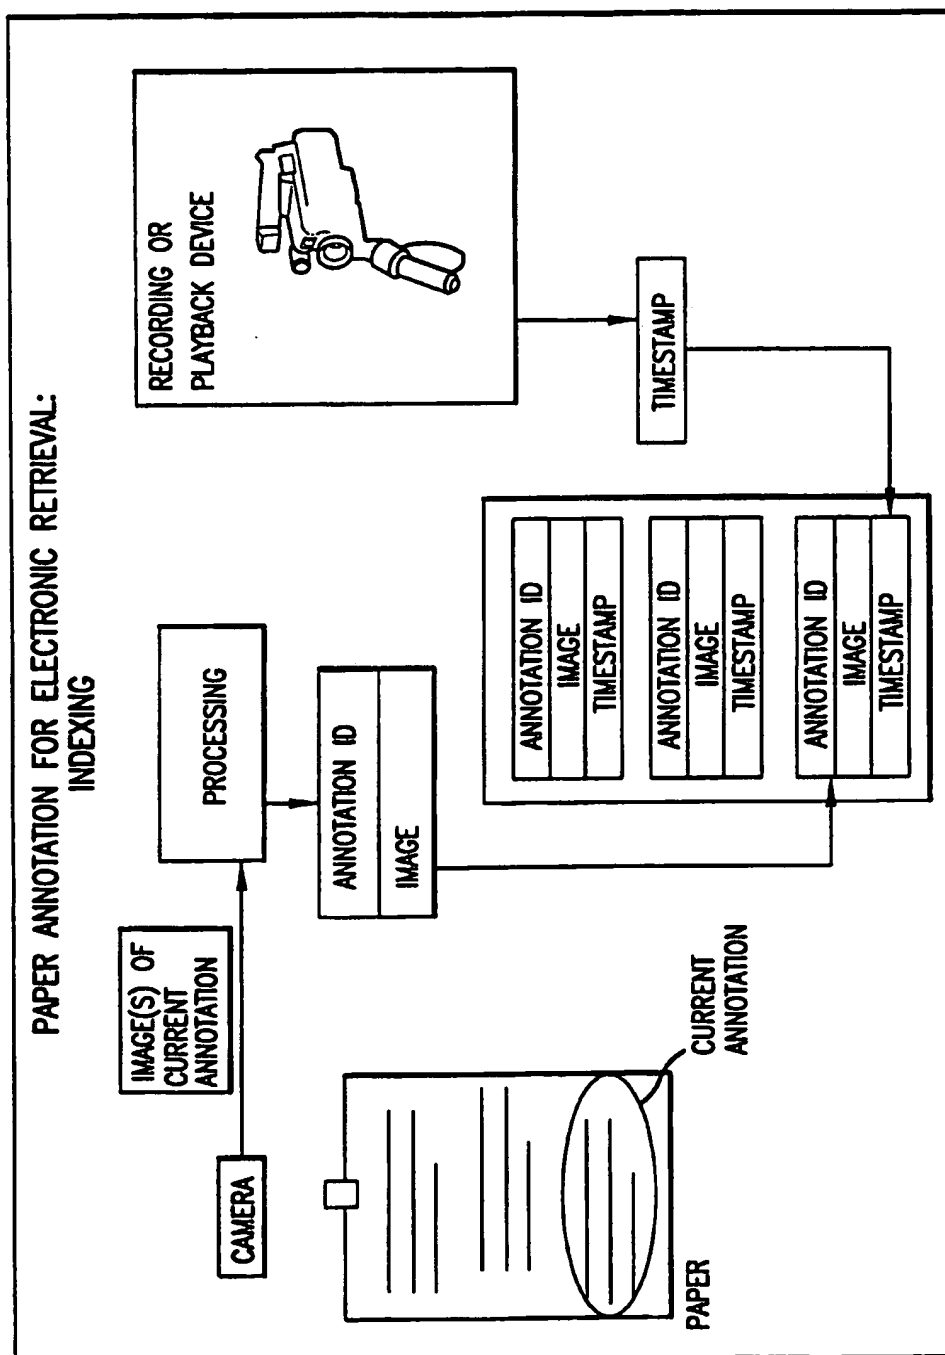 PAPER ANNOTATION FOR ELECTRONIC RETRIEVAL:
INDEXING
CAMERA
IMAGE(S) OF
CURRENT
ANNOTATION
PROCESSING
ANNOTATION ID
IMAGE
RECORDING OR
PLAYBACK DEVICE
TIMESTAMP
ANNOTATION ID
IMAGE
TIMESTAMP
ANNOTATION ID
IMAGE
TIMESTAMP
ANNOTATION ID
IMAGE
TIMESTAMP
CURRENT
ANNOTATION
PAPER